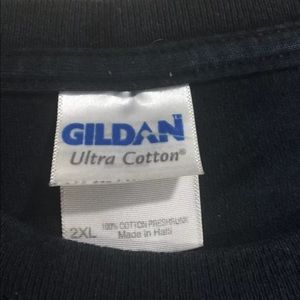 GILDAN
Ultra Cotton®
2XL
100% COTTON PRESHRUNK
Made in Haiti